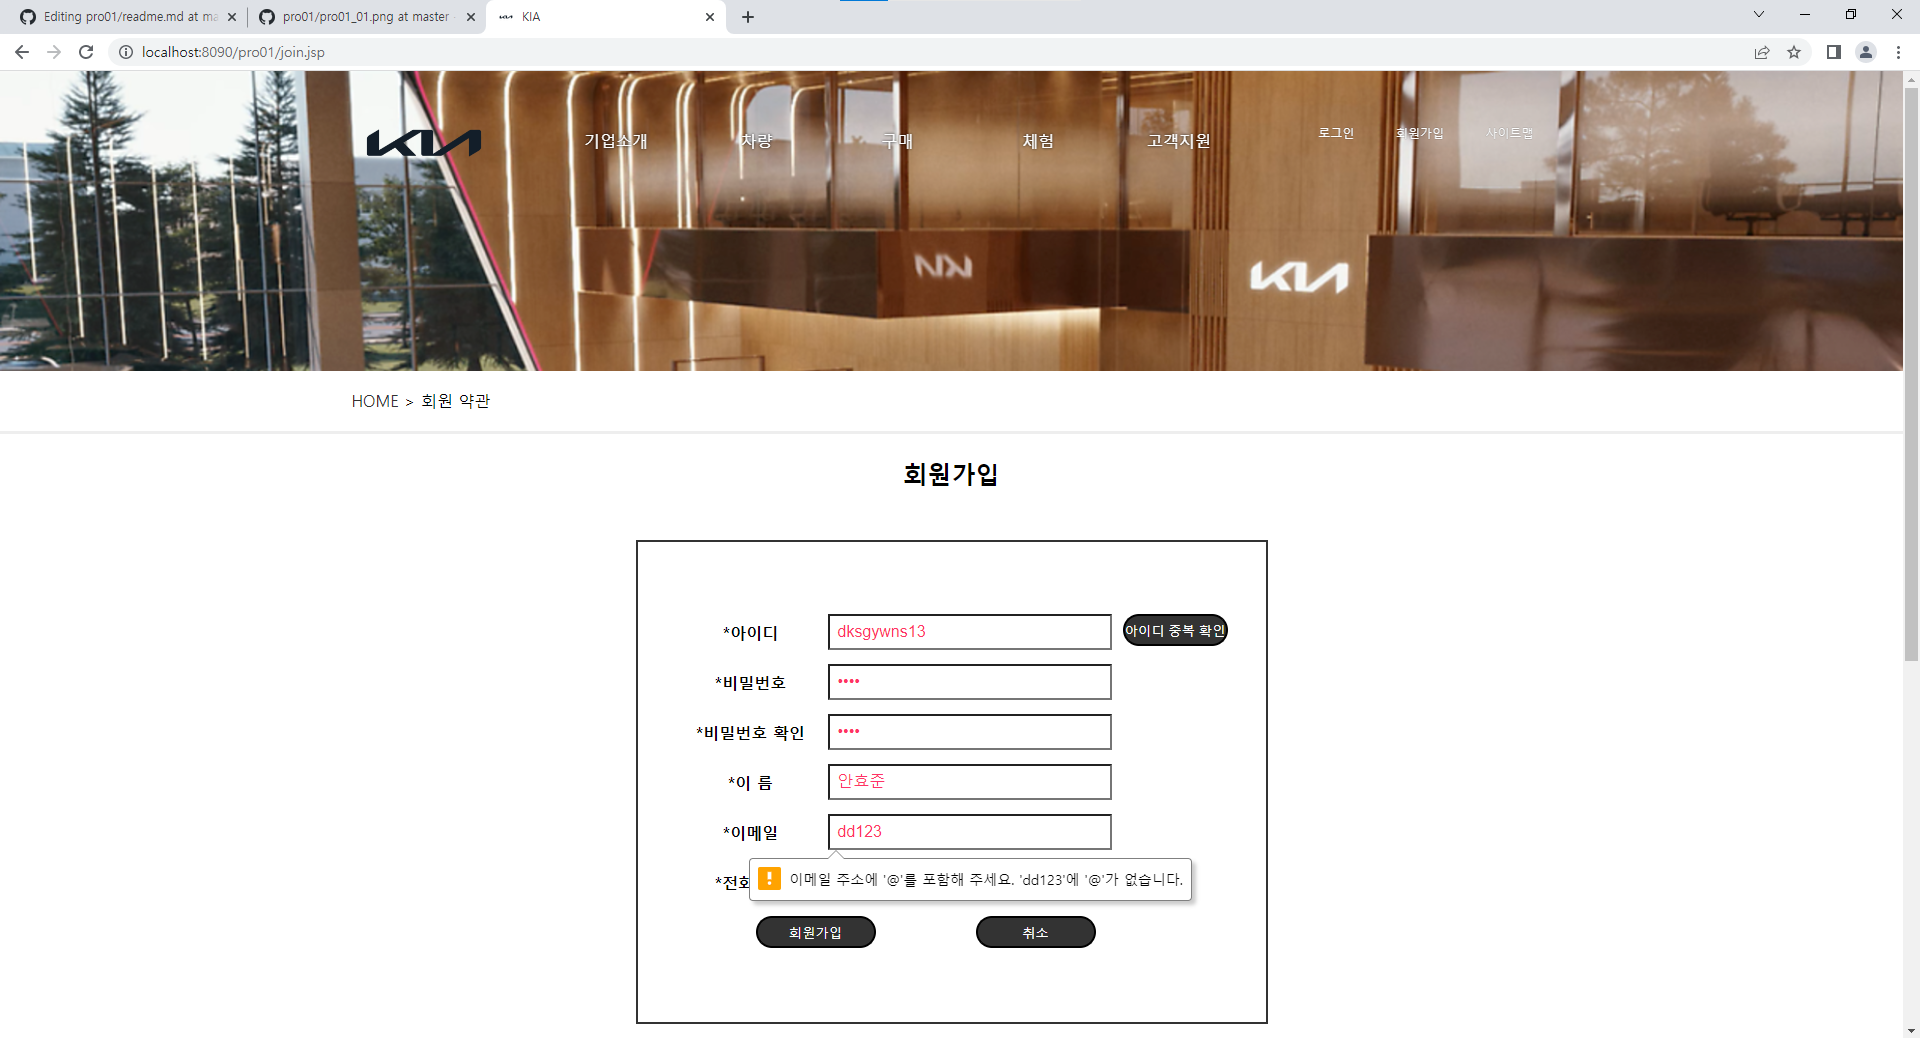 Editing pro01/readme.md at ma
pro01/pro01_01.png at master
KIA
localhost:8090/pro01/join.jsp
KIA
기업소개
차량
구매
체험
고객지원
로그인
회원가입
사이트맵
KIA
HOME > 회원 약관
회원가입
*아이디
dksgywns13
아이디 중복 확인
*비밀번호
••••
*비밀번호 확인
••••
*이 름
안효준
*이메일
dd123
이메일 주소에 '@'를 포함해 주세요. 'dd123'에 '@'가 없습니다.
회원가입
취소